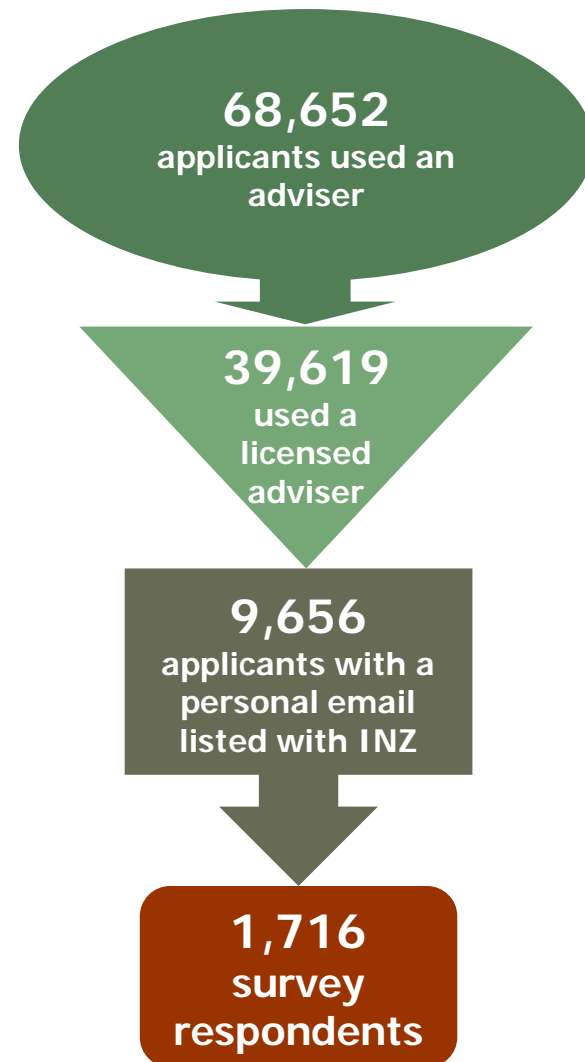 68,652
applicants used an
adviser
39,619
used a
licensed
adviser
9,656
applicants with a
personal email
listed with INZ
1,716
survey
respondents